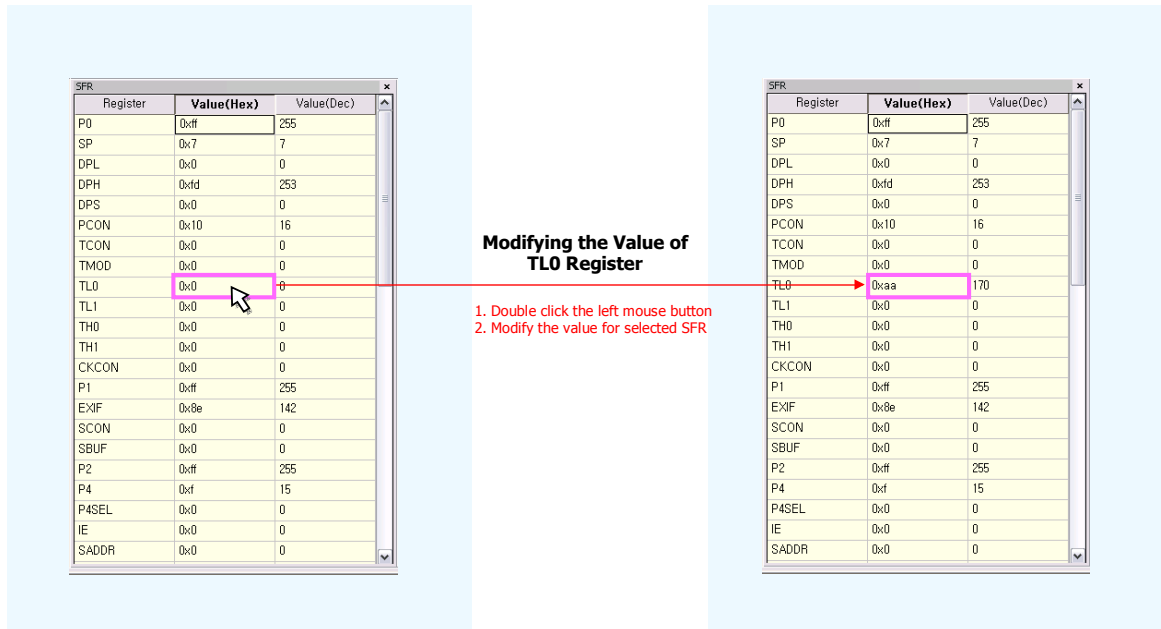 SFR x
Register Value(Hex) Value(Dec)
P0 0xff 255
SP 0x7 7
DPL 0x0 0
DPH 0xfd 253
DPS 0x0 0
PCON 0x10 16
TCON 0x0 0
TMOD 0x0 0
TL0 0x0 0
TL1 0x0 0
TH0 0x0 0
TH1 0x0 0
CKCON 0x0 0
P1 0xff 255
EXIF 0x8e 142
SCON 0x0 0
SBUF 0x0 0
P2 0xff 255
P4 0xf 15
P4SEL 0x0 0
IE 0x0 0
SADDR 0x0 0
Modifying the Value of
TL0 Register
1. Double click the left mouse button
2. Modify the value for selected SFR
SFR x
Register Value(Hex) Value(Dec)
P0 0xff 255
SP 0x7 7
DPL 0x0 0
DPH 0xfd 253
DPS 0x0 0
PCON 0x10 16
TCON 0x0 0
TMOD 0x0 0
TL0 0xaa 170
TL1 0x0 0
TH0 0x0 0
TH1 0x0 0
CKCON 0x0 0
P1 0xff 255
EXIF 0x8e 142
SCON 0x0 0
SBUF 0x0 0
P2 0xff 255
P4 0xf 15
P4SEL 0x0 0
IE 0x0 0
SADDR 0x0 0